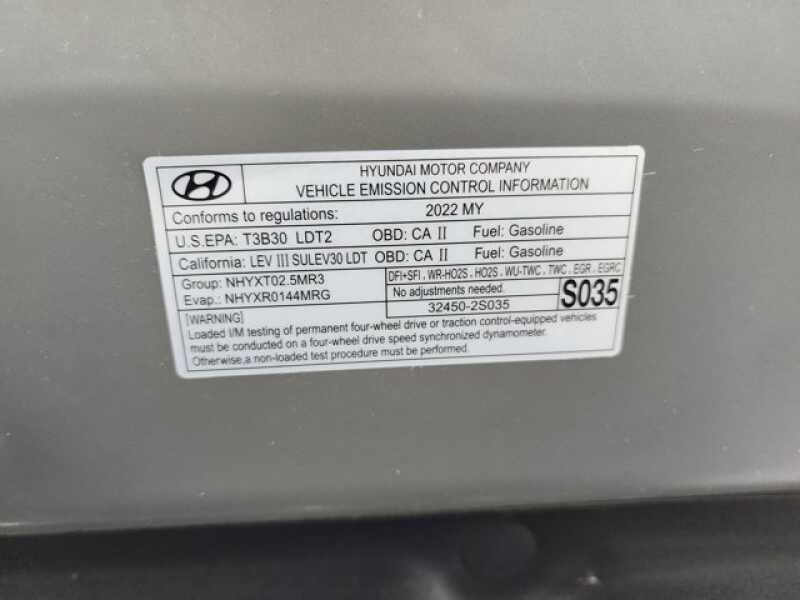 HYUNDAI MOTOR COMPANY
VEHICLE EMISSION CONTROL INFORMATION
Conforms to regulations: 2022 MY
U.S.EPA: T3B30 LDT2 OBD: CA II Fuel: Gasoline
California: LEV III SULEV30 LDT OBD: CA II Fuel: Gasoline
Group: NHYXT02.5MR3
Evap.: NHYXR0144MRG
DFI+SFI, WR-HO2S, HO2S, WU-TWC, TWC, EGR, EGRC
No adjustments needed.
32450-2S035
S035
[WARNING]
Loaded I/M testing of permanent four-wheel drive or traction control-equipped vehicles
must be conducted on a four-wheel drive speed synchronized dynamometer.
Otherwise,a non-loaded test procedure must be performed.